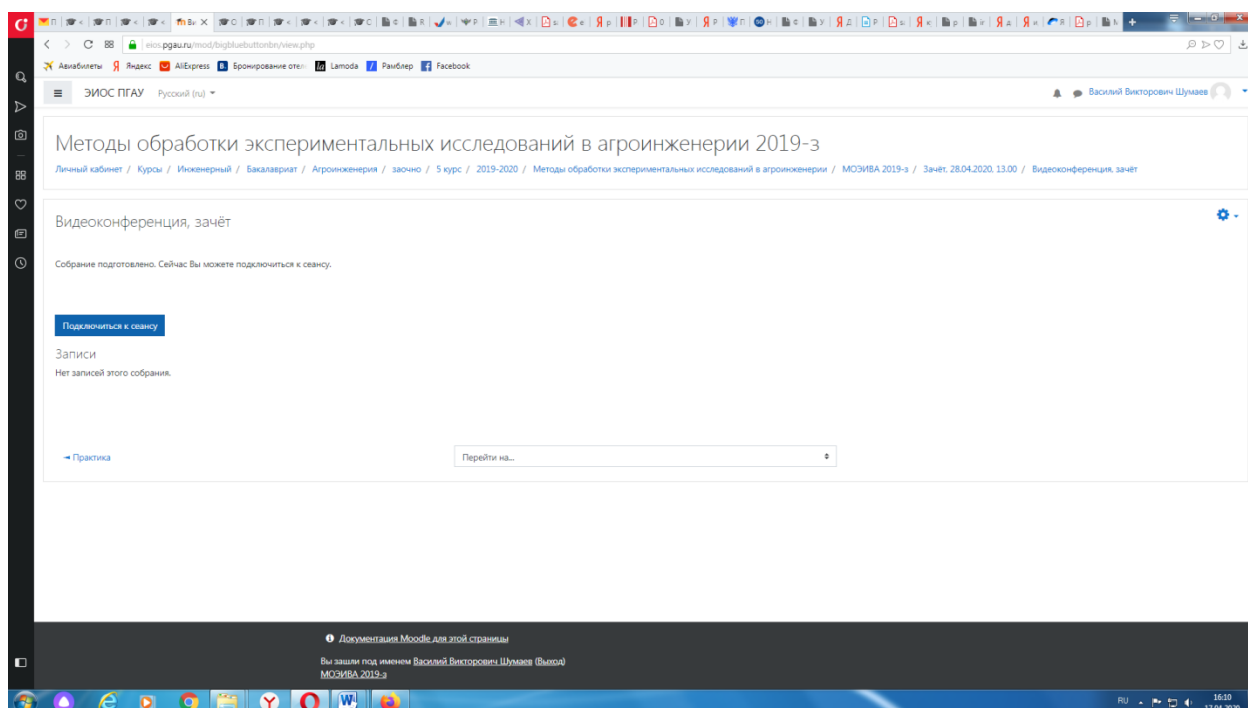 eios.pgau.ru/mod/bigbluebuttonbn/view.php
Авиабилеты Яндекс AliExpress Бронирование отел Lamoda Рамблер Facebook
ЭИОС ПГАУ Русский (ru) Василий Викторович Шумаев
Методы обработки экспериментальных исследований в агроинженерии 2019-з
Личный кабинет / Курсы / Инженерный / Бакалавриат / Агроинженерия / заочно / 5 курс / 2019-2020 / Методы обработки экспериментальных исследований в агроинженерии / МОЭИВА 2019-з / Зачёт, 28.04.2020, 13.00 / Видеоконференция, зачёт
Видеоконференция, зачёт
Собрание подготовлено. Сейчас Вы можете подключиться к сеансу.
Подключиться к сеансу
Записи
Нет записей этого собрания.
◄ Практика Перейти на...
Документация Moodle для этой страницы
Вы зашли под именем Василий Викторович Шумаев (Выход)
МОЭИВА 2019-з
RU 16:10
17.04.2020